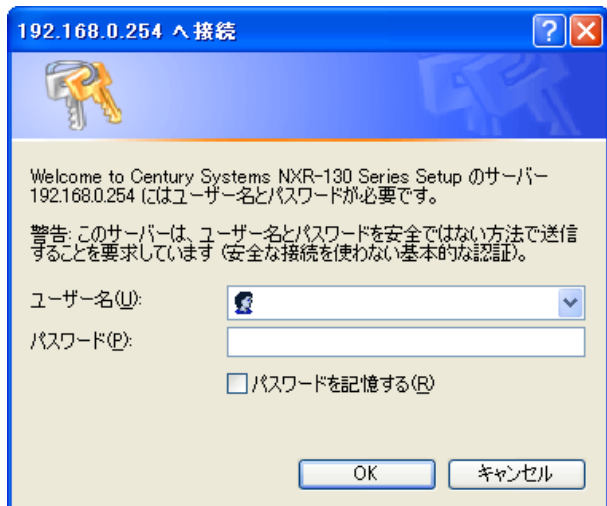 192.168.0.254 へ接続
Welcome to Century Systems NXR-130 Series Setup のサーバー
192.168.0.254 にはユーザー名とパスワードが必要です。
警告: このサーバーは、ユーザー名とパスワードを安全ではない方法で送信
することを要求しています (安全な接続を使わない基本的な認証)。
ユーザー名(U):
パスワード(P):
パスワードを記憶する(R)
OK
キャンセル